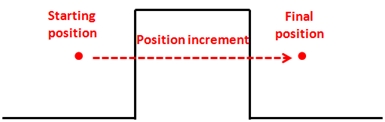 Starting
position
Position increment
Final
position